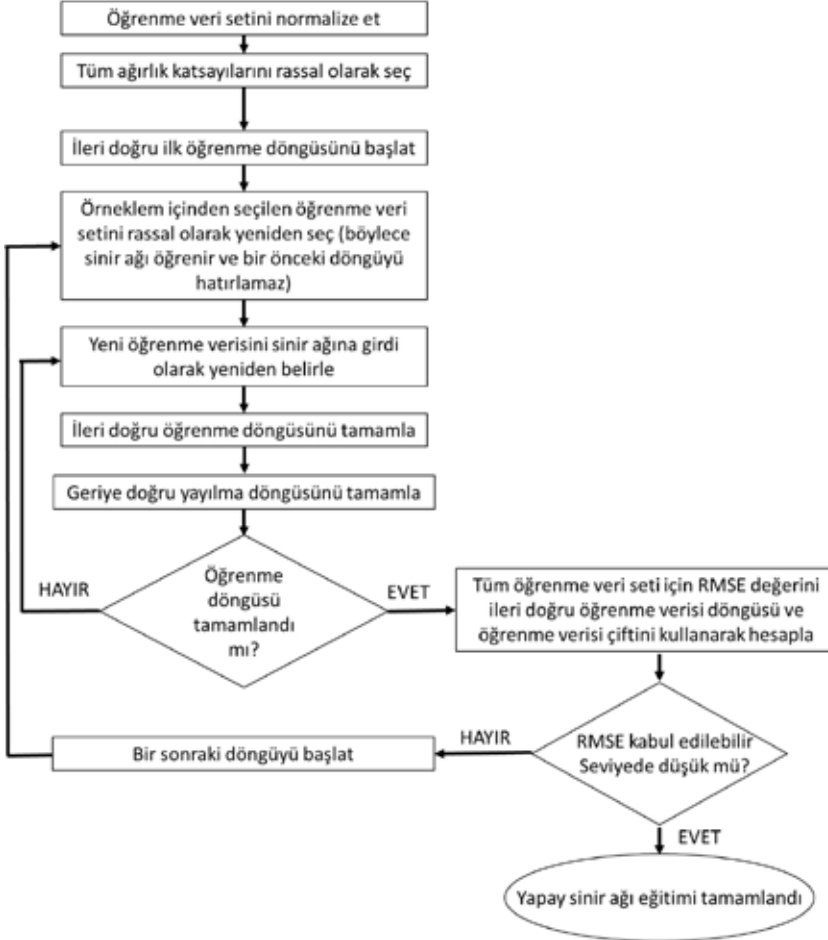 Öğrenme veri setini normalize et
Tüm ağırlık katsayılarını rassal olarak seç
İleri doğru ilk öğrenme döngüsünü başlat
Örneklem içinden seçilen öğrenme veri
setini rassal olarak yeniden seç (böylece
sinir ağı öğrenir ve bir önceki döngüyü
hatırlamaz)
Yeni öğrenme verisini sinir ağına girdi
olarak yeniden belirle
İleri doğru öğrenme döngüsünü tamamla
Geriye doğru yayılma döngüsünü tamamla
HAYIR
Öğrenme
döngüsü
tamamlandı
mı?
EVET
Tüm öğrenme veri seti için RMSE değerini
ileri doğru öğrenme verisi döngüsü ve
öğrenme verisi çiftini kullanarak hesapla
Bir sonraki döngüyü başlat
HAYIR
RMSE kabul edilebilir
Seviyede düşük mü?
EVET
Yapay sinir ağı eğitimi tamamlandı